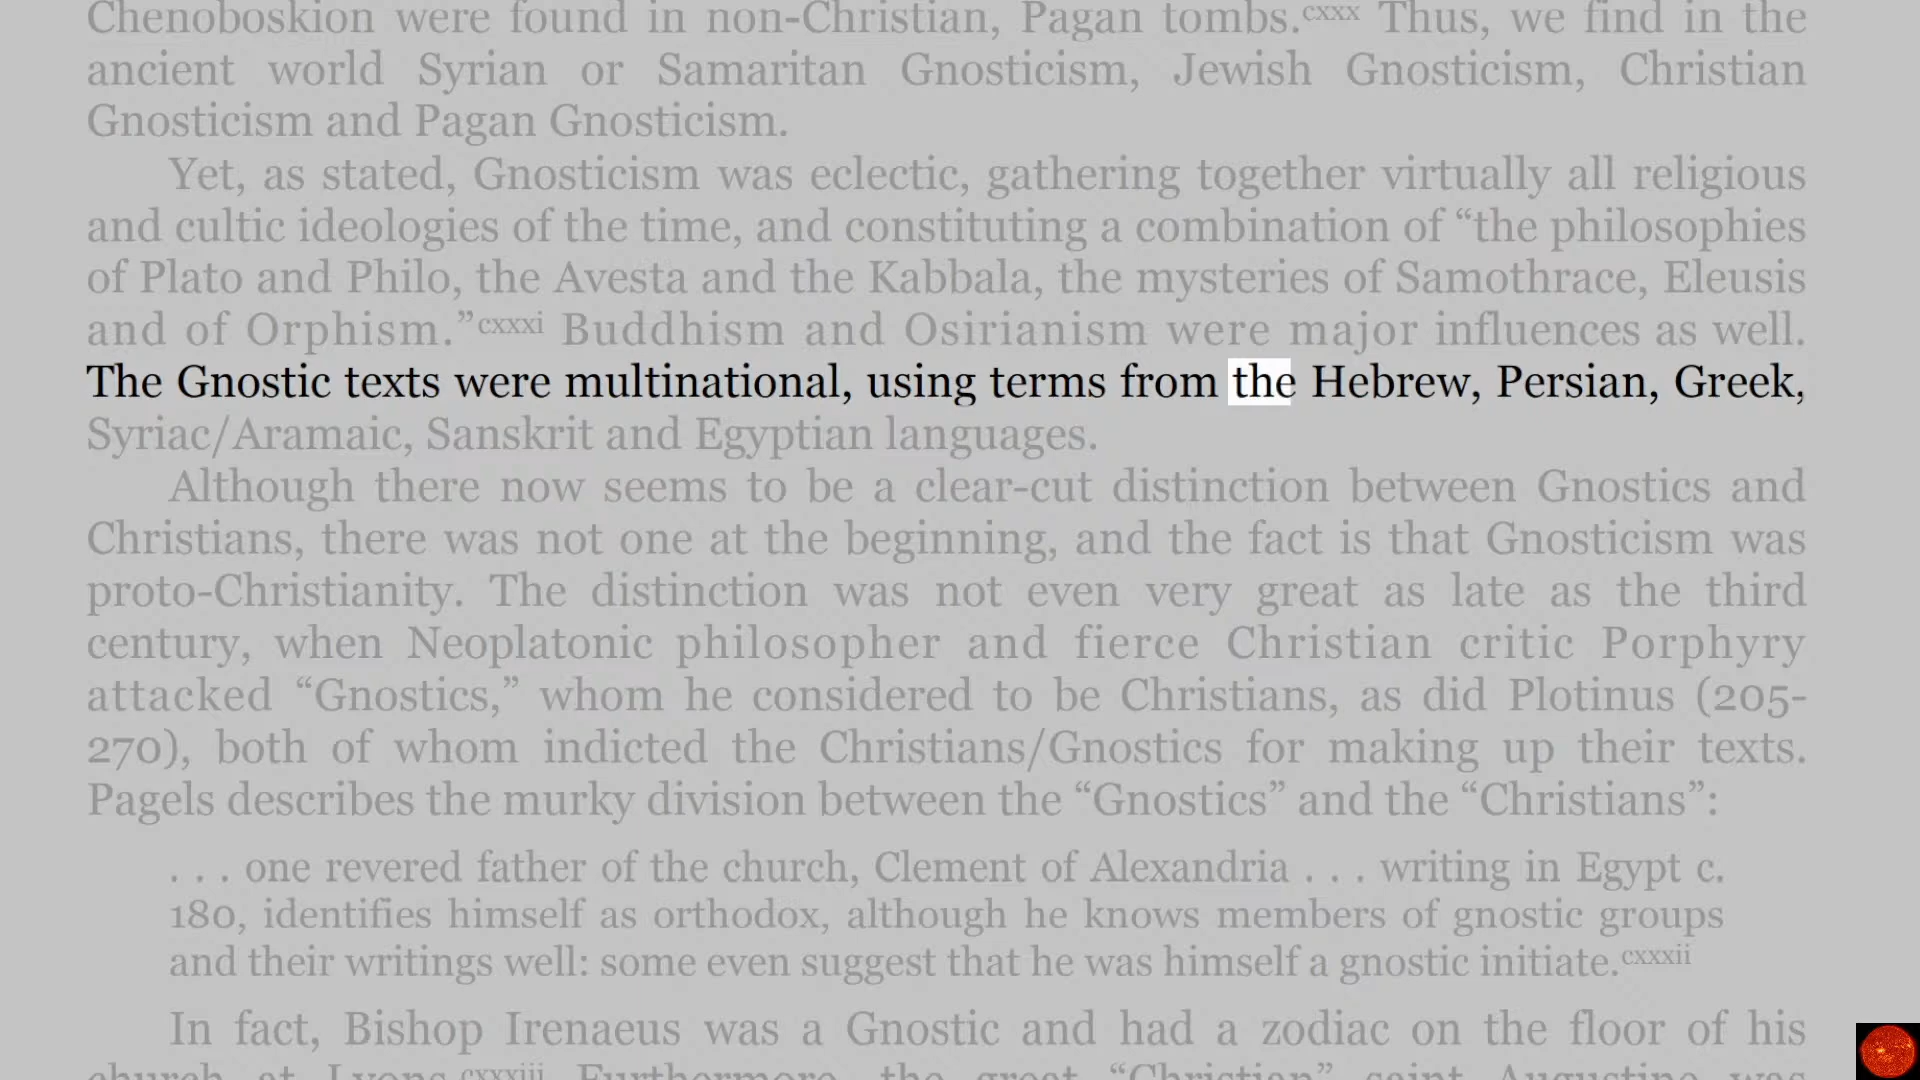 Chenoboskion were found in non-Christian, Pagan tombs.cxxx Thus, we find in the
ancient world Syrian or Samaritan Gnosticism, Jewish Gnosticism, Christian
Gnosticism and Pagan Gnosticism.
Yet, as stated, Gnosticism was eclectic, gathering together virtually all religious
and cultic ideologies of the time, and constituting a combination of “the philosophies
of Plato and Philo, the Avesta and the Kabbala, the mysteries of Samothrace, Eleusis
and of Orphism.”cxxxi Buddhism and Osirianism were major influences as well.
The Gnostic texts were multinational, using terms from the Hebrew, Persian, Greek,
Syriac/Aramaic, Sanskrit and Egyptian languages.
Although there now seems to be a clear-cut distinction between Gnostics and
Christians, there was not one at the beginning, and the fact is that Gnosticism was
proto-Christianity. The distinction was not even very great as late as the third
century, when Neoplatonic philosopher and fierce Christian critic Porphyry
attacked “Gnostics,” whom he considered to be Christians, as did Plotinus (205-
270), both of whom indicted the Christians/Gnostics for making up their texts.
Pagels describes the murky division between the “Gnostics” and the “Christians”:
. . . one revered father of the church, Clement of Alexandria . . . writing in Egypt c.
180, identifies himself as orthodox, although he knows members of gnostic groups
and their writings well: some even suggest that he was himself a gnostic initiate.cxxxii
In fact, Bishop Irenaeus was a Gnostic and had a zodiac on the floor of his
church at Lyons.cxxxiii Furthermore, the great “Christian” saint Augustine was